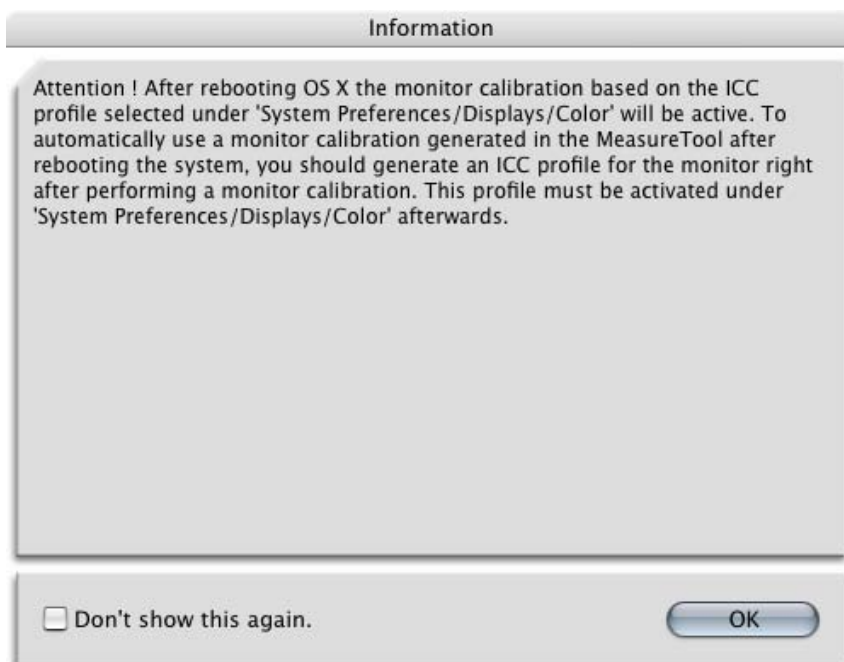 Information
Attention ! After rebooting OS X the monitor calibration based on the ICC
profile selected under 'System Preferences/Displays/Color' will be active. To
automatically use a monitor calibration generated in the MeasureTool after
rebooting the system, you should generate an ICC profile for the monitor right
after performing a monitor calibration. This profile must be activated under
'System Preferences/Displays/Color' afterwards.
Don't show this again.
OK